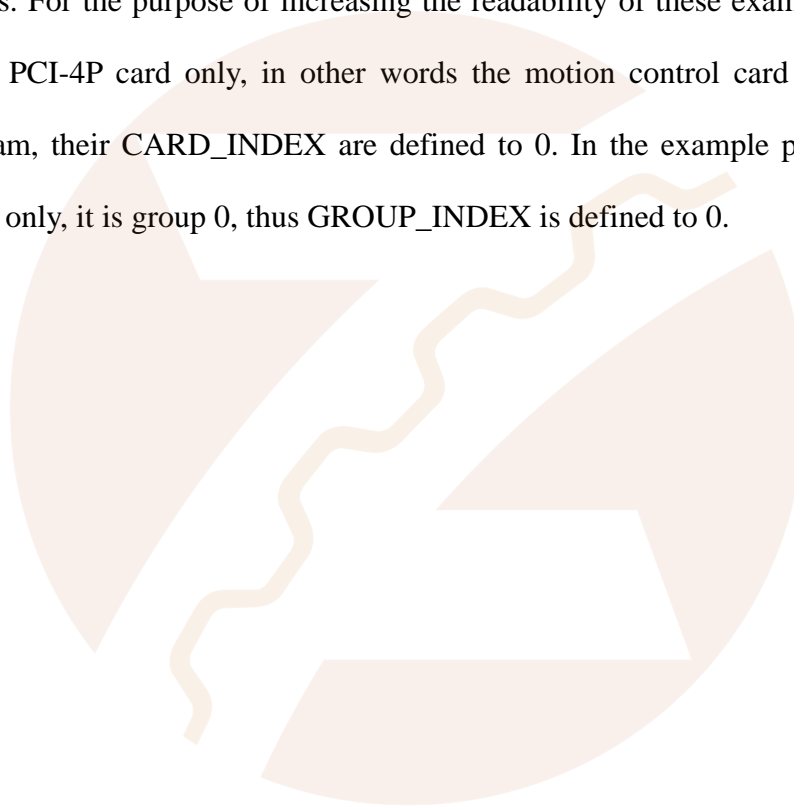 s. For the purpose of increasing the readability of these exam
PCI-4P card only, in other words the motion control card
am, their CARD_INDEX are defined to 0. In the example p
only, it is group 0, thus GROUP_INDEX is defined to 0.